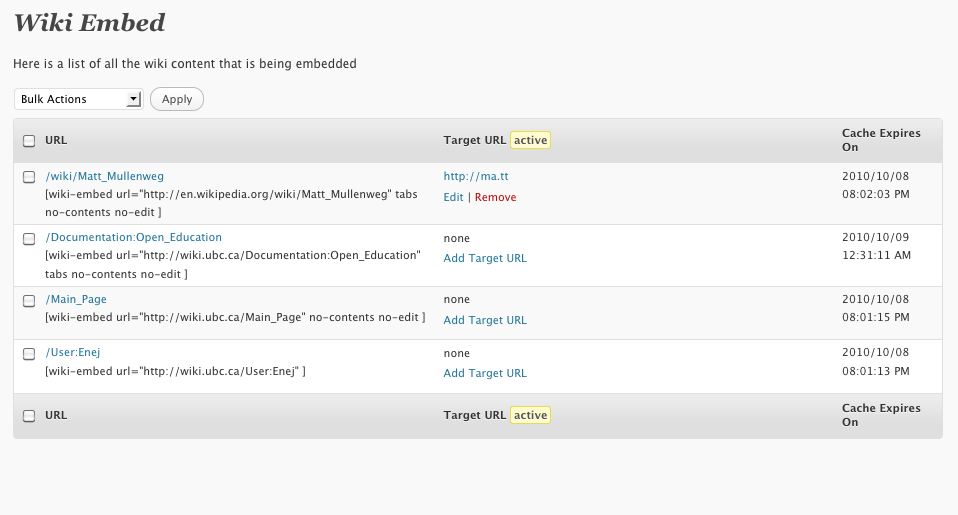 Wiki Embed
Here is a list of all the wiki content that is being embedded
Bulk Actions Apply
URL Target URL active Cache Expires On
/wiki/Matt_Mullenweg http://ma.tt 2010/10/08
[wiki-embed url="http://en.wikipedia.org/wiki/Matt_Mullenweg" tabs Edit | Remove 08:02:03 PM
no-contents no-edit ]
/Documentation:Open_Education none 2010/10/09
[wiki-embed url="http://wiki.ubc.ca/Documentation:Open_Education" Add Target URL 12:31:11 AM
tabs no-contents no-edit ]
/Main_Page none 2010/10/08
[wiki-embed url="http://wiki.ubc.ca/Main_Page" no-contents no-edit ] Add Target URL 08:01:15 PM
/User:Enej none 2010/10/08
[wiki-embed url="http://wiki.ubc.ca/User:Enej" ] Add Target URL 08:01:13 PM
URL Target URL active Cache Expires On